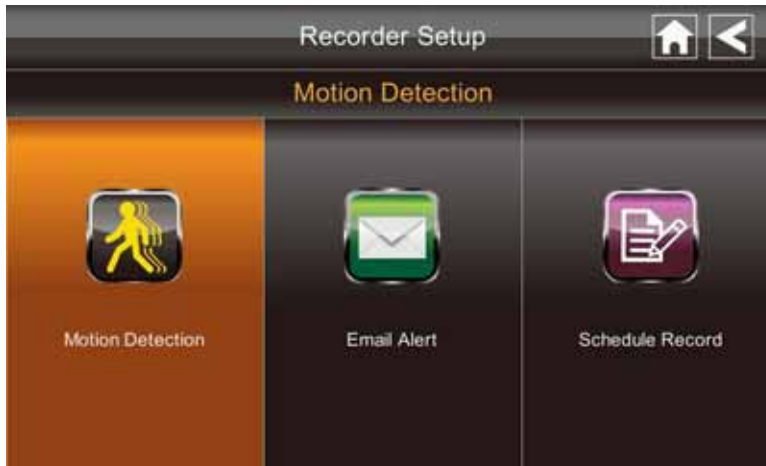 Recorder Setup
Motion Detection
Motion Detection
Email Alert
Schedule Record